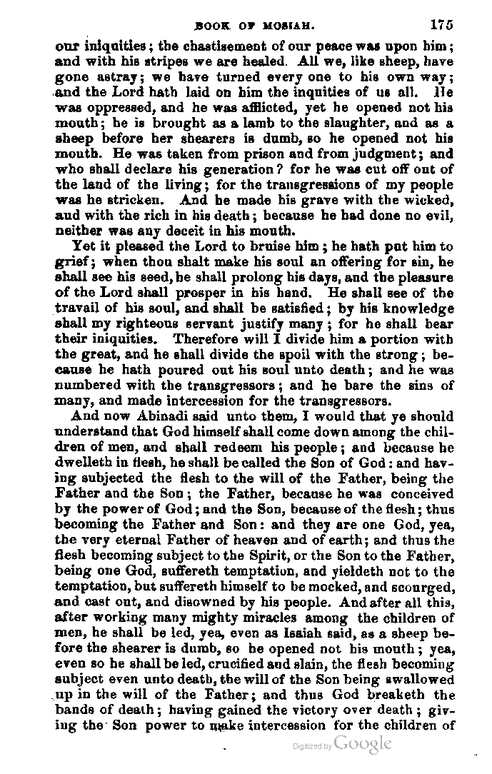 BOOK OF MOSIAH. 175
our iniquities; the chastisement of our peace was upon him;
and with his stripes we are healed. All we, like sheep, have
gone astray; we have turned every one to his own way;
and the Lord hath laid on him the inquities of us all. He
was oppressed, and he was afflicted, yet he opened not his
mouth; he is brought as a lamb to the slaughter, and as a
sheep before her shearers is dumb, so he opened not his
mouth. He was taken from prison and from judgment; and
who shall declare his generation? for he was cut off out of
the land of the living; for the transgressions of my people
was he stricken. And he made his grave with the wicked,
and with the rich in his death; because he had done no evil,
neither was any deceit in his mouth.
Yet it pleased the Lord to bruise him; he hath put him to
grief; when thou shalt make his soul an offering for sin, he
shall see his seed, he shall prolong his days, and the pleasure
of the Lord shall prosper in his hand. He shall see of the
travail of his soul, and shall be satisfied; by his knowledge
shall my righteous servant justify many; for he shall bear
their iniquities. Therefore will I divide him a portion with
the great, and he shall divide the spoil with the strong; be-
cause he hath poured out his soul unto death; and he was
numbered with the transgressors; and he bare the sins of
many, and made intercession for the transgressors.
And now Abinadi said unto them, I would that ye should
understand that God himself shall come down among the chil-
dren of men, and shall redeem his people; and because he
dwelleth in flesh, he shall be called the Son of God: and hav-
ing subjected the flesh to the will of the Father, being the
Father and the Son; the Father, because he was conceived
by the power of God; and the Son, because of the flesh; thus
becoming the Father and Son: and they are one God, yea,
the very eternal Father of heaven and of earth; and thus the
flesh becoming subject to the Spirit, or the Son to the Father,
being one God, suffereth temptation, and yieldeth not to the
temptation, but suffereth himself to be mocked, and scourged,
and cast out, and disowned by his people. And after all this,
after working many mighty miracles among the children of
men, he shall be led, yea, even as Isaiah said, as a sheep be-
fore the shearer is dumb, so he opened not his mouth; yea,
even so he shall be led, crucified and slain, the flesh becoming
subject even unto death, the will of the Son being swallowed
up in the will of the Father; and thus God breaketh the
bands of death; having gained the victory over death; giv-
ing the Son power to make intercession for the children of
Digitized by Google